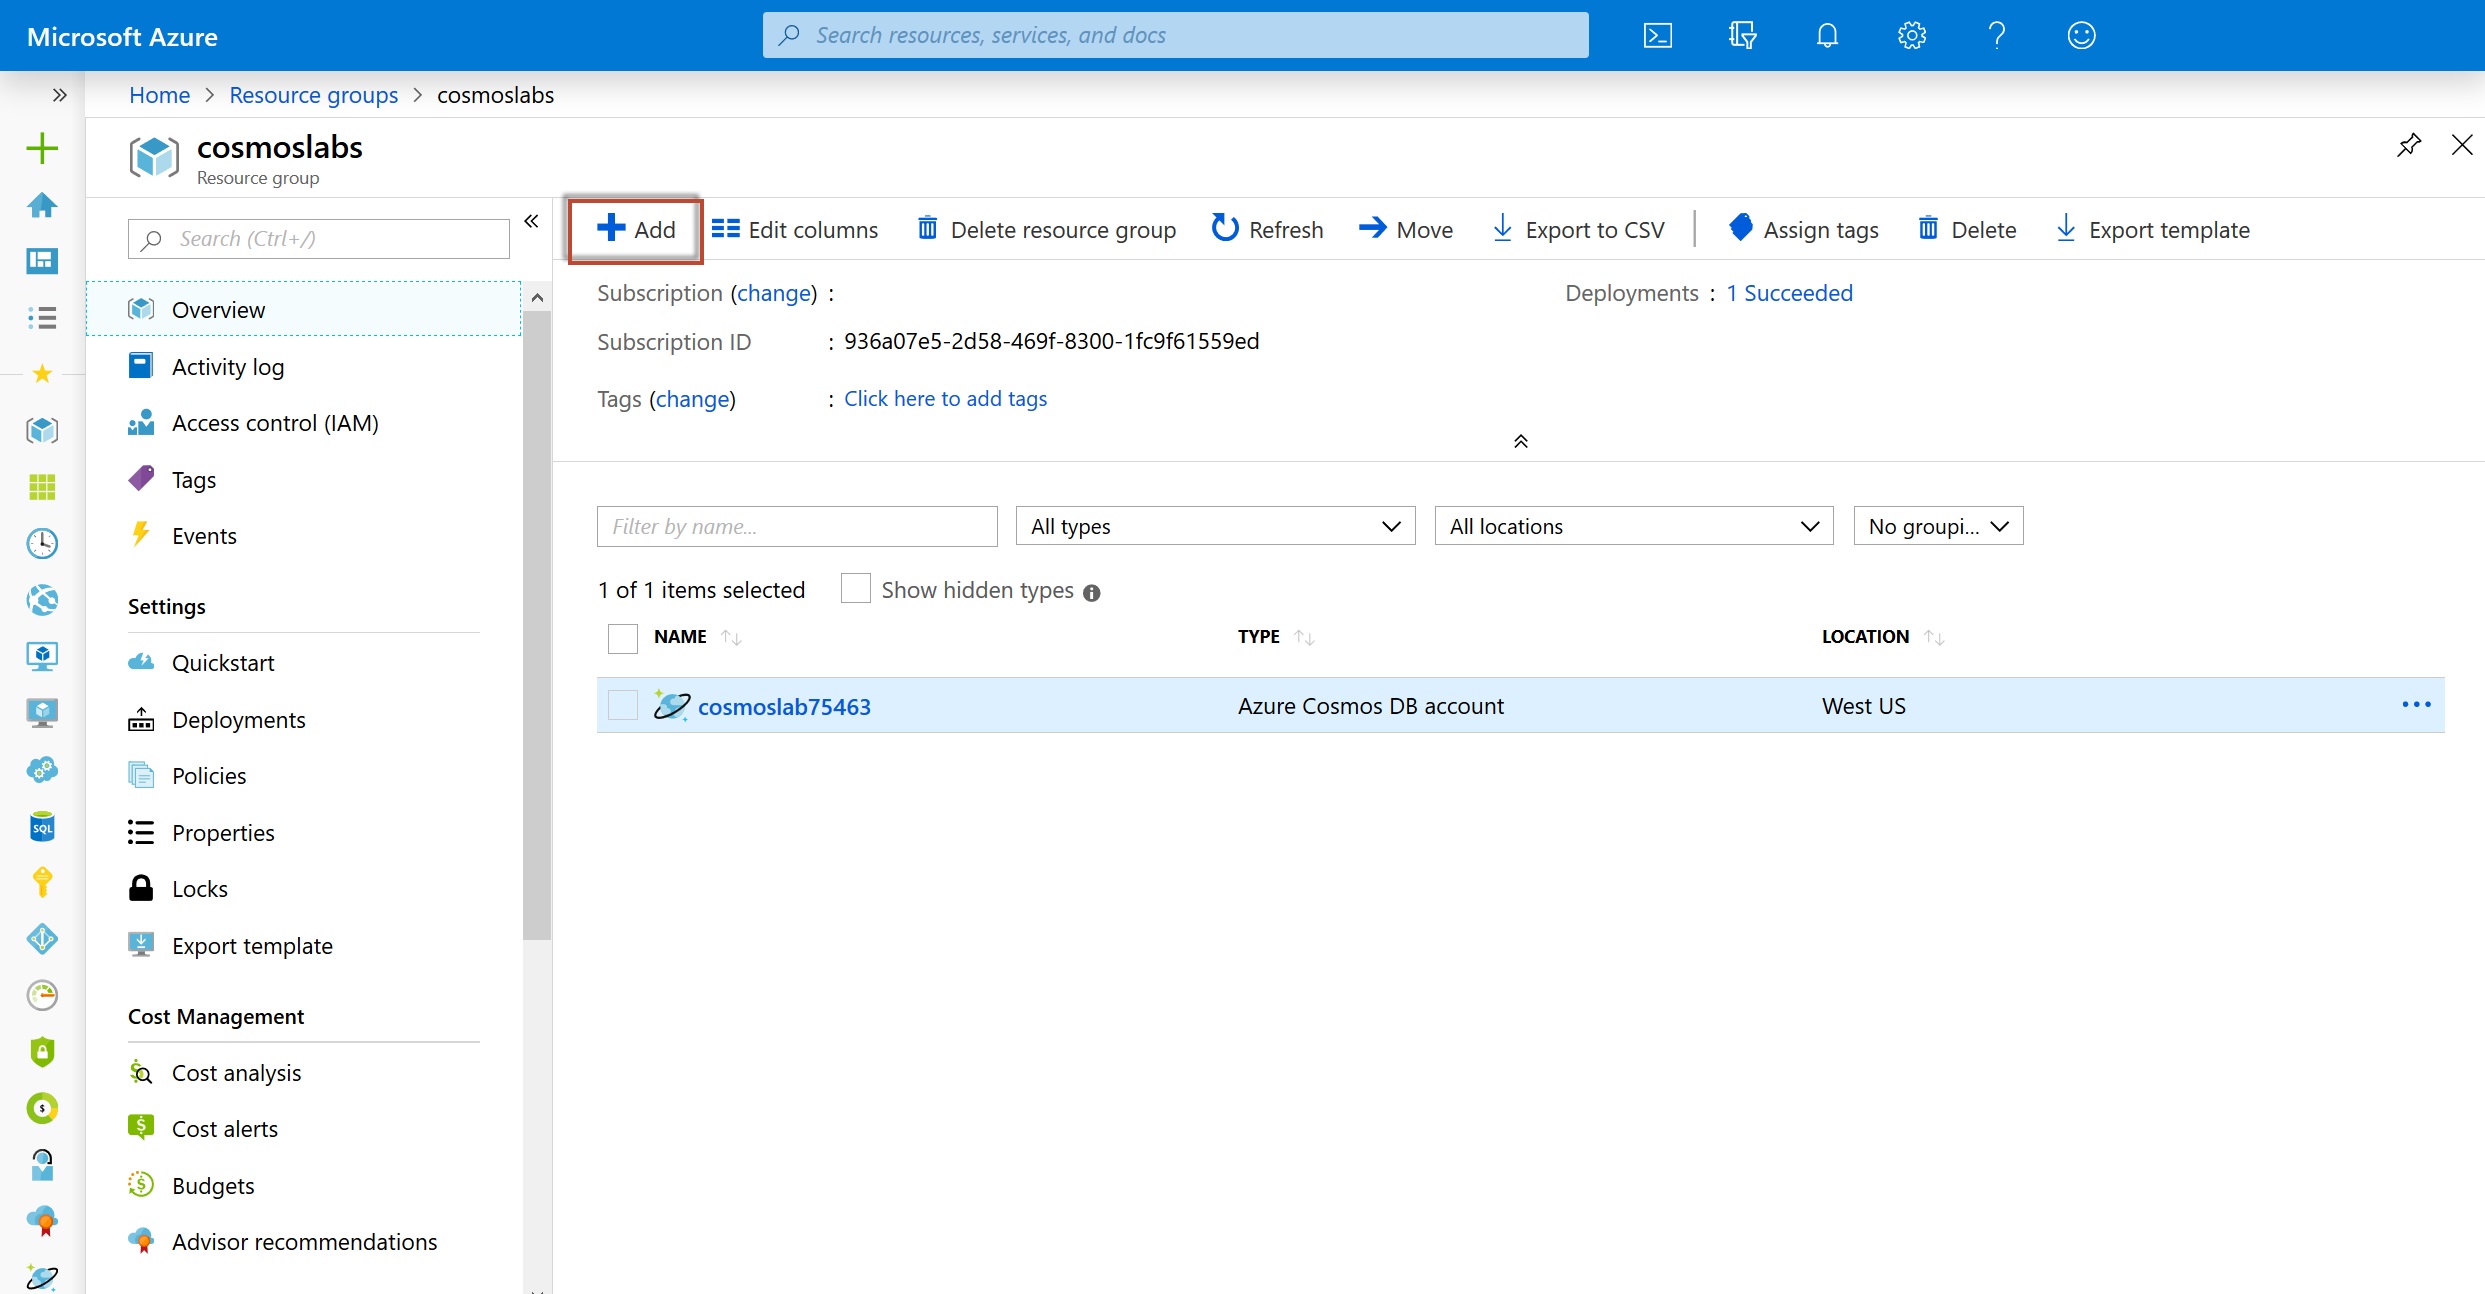 Microsoft Azure
Search resources, services, and docs
Home > Resource groups > cosmoslabs
cosmoslabs
Resource group
Search (Ctrl+/)
Overview
Activity log
Access control (IAM)
Tags
Events
Settings
Quickstart
Deployments
Policies
Properties
Locks
Export template
Cost Management
Cost analysis
Cost alerts
Budgets
Advisor recommendations
SQL
Add Edit columns Delete resource group Refresh Move Export to CSV Assign tags Delete Export template
Subscription (change) :
Deployments : 1 Succeeded
Subscription ID : 936a07e5-2d58-469f-8300-1fc9f61559ed
Tags (change) : Click here to add tags
Filter by name... All types All locations No groupi...
1 of 1 items selected Show hidden types
NAME TYPE LOCATION
cosmoslab75463 Azure Cosmos DB account West US